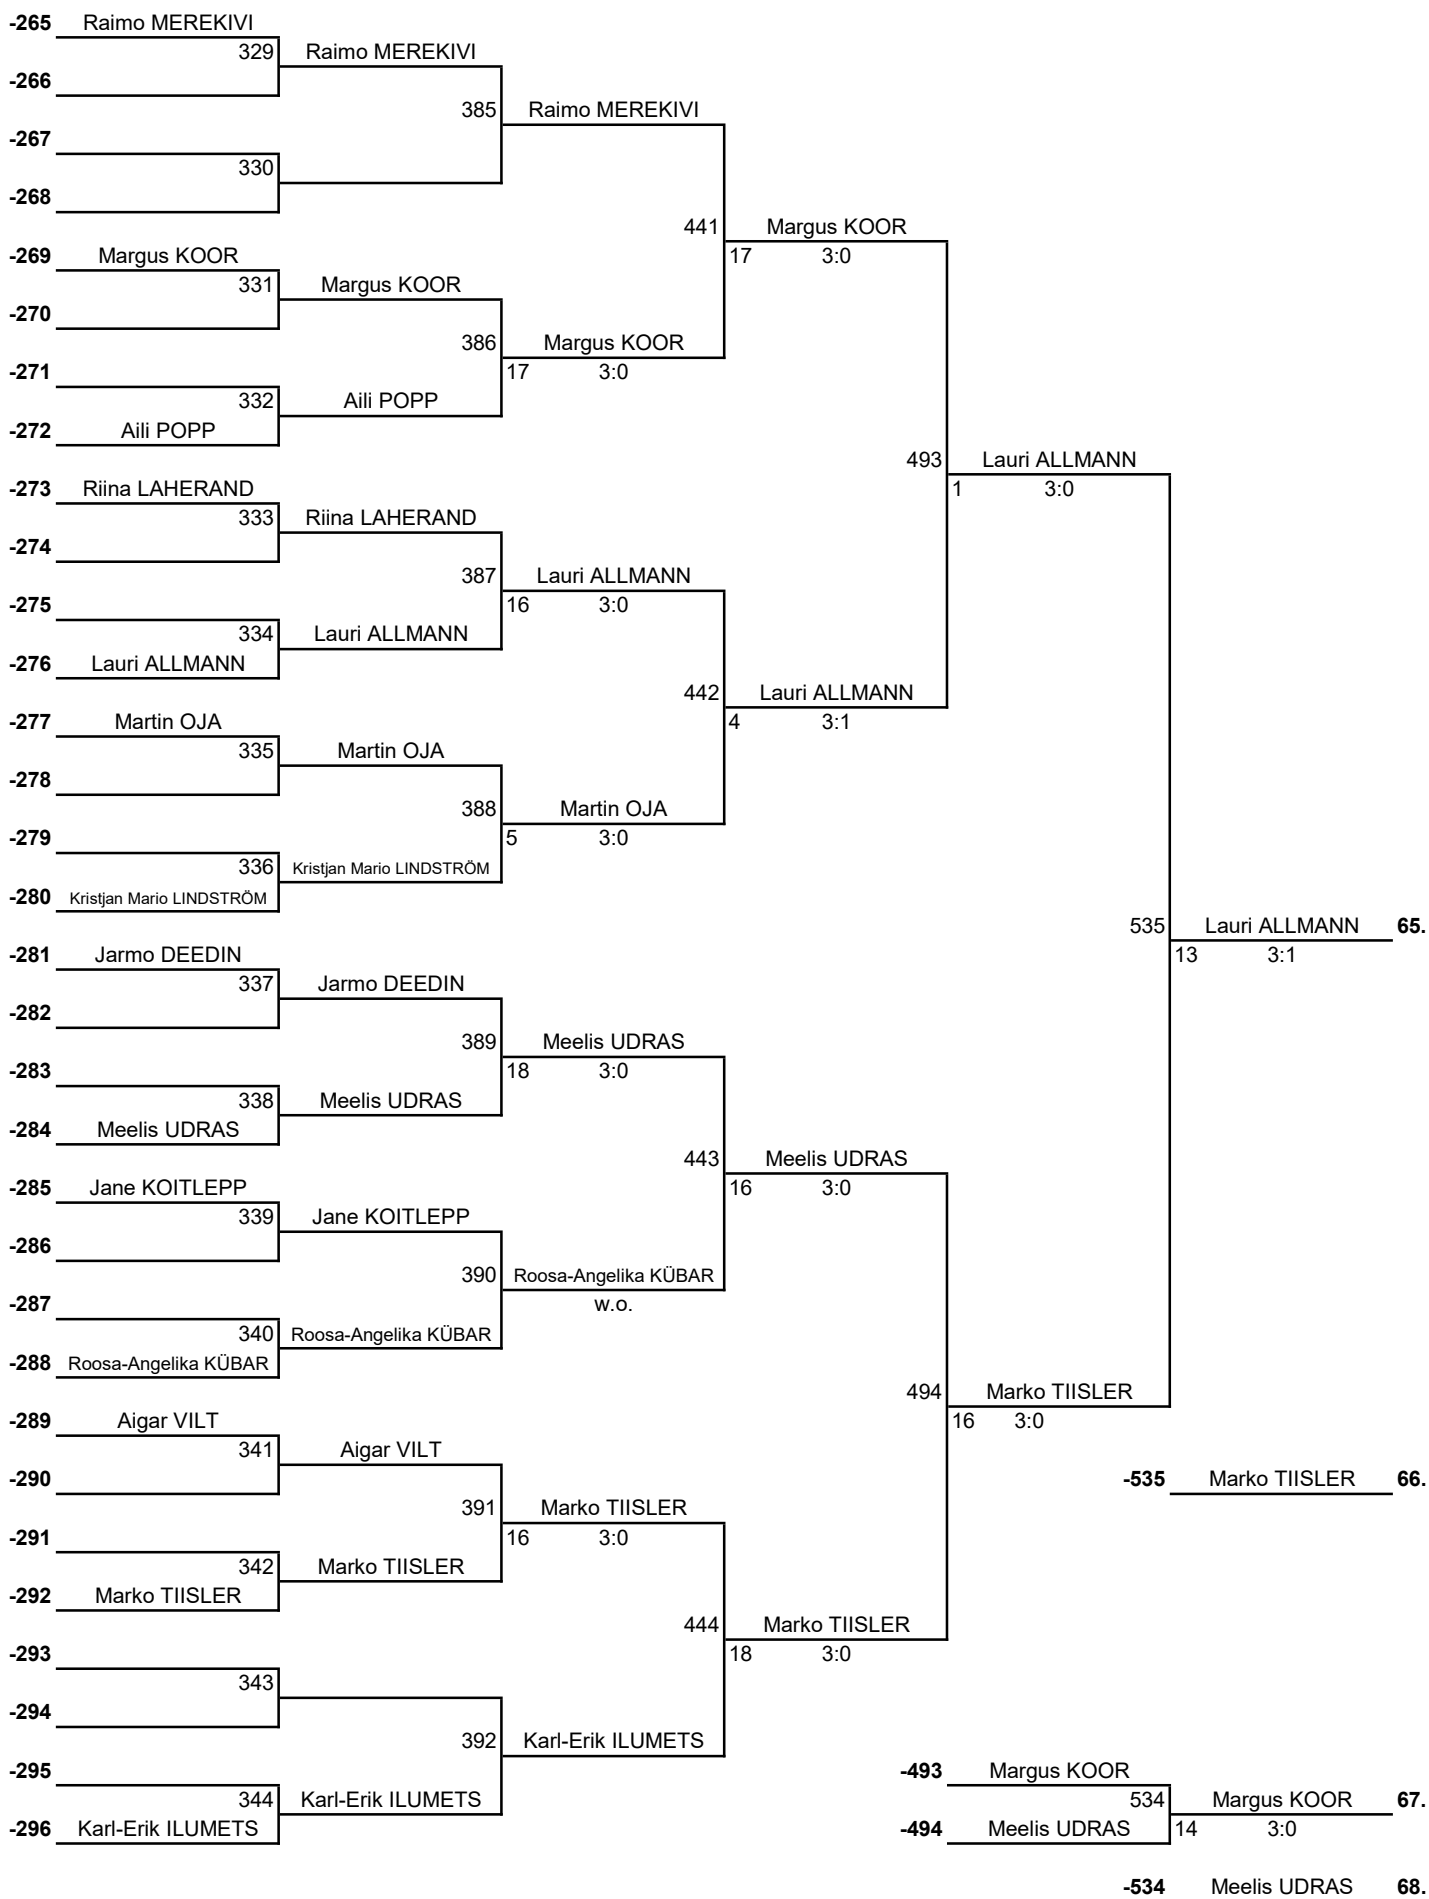 -265 Raimo MEREKIVI
329 Raimo MEREKIVI
-266
385 Raimo MEREKIVI
-267
330
-268
441 Margus KOOR
-269 Margus KOOR 17 3:0
331 Margus KOOR
-270
386 Margus KOOR
-271 17 3:0
332 Aili POPP
-272 Aili POPP
493 Lauri ALLMANN
-273 Riina LAHERAND 1 3:0
333 Riina LAHERAND
-274
387 Lauri ALLMANN
-275 16 3:0
334 Lauri ALLMANN
-276 Lauri ALLMANN
442 Lauri ALLMANN
-277 Martin OJA 4 3:1
335 Martin OJA
-278
388 Martin OJA
-279 5 3:0
336 Kristjan Mario LINDSTRÖM
-280 Kristjan Mario LINDSTRÖM
535 Lauri ALLMANN 65.
-281 Jarmo DEEDIN 13 3:1
337 Jarmo DEEDIN
-282
389 Meelis UDRAS
-283 18 3:0
338 Meelis UDRAS
-284 Meelis UDRAS
443 Meelis UDRAS
-285 Jane KOITLEPP 16 3:0
339 Jane KOITLEPP
-286
390 Roosa-Angelika KÜBAR
-287 w.o.
340 Roosa-Angelika KÜBAR
-288 Roosa-Angelika KÜBAR
494 Marko TIISLER
-289 Aigar VILT 16 3:0
341 Aigar VILT
-290 -535 Marko TIISLER 66.
391 Marko TIISLER
-291 16 3:0
342 Marko TIISLER
-292 Marko TIISLER
444 Marko TIISLER
-293 18 3:0
343
-294
392 Karl-Erik ILUMETS
-295 -493 Margus KOOR
344 Karl-Erik ILUMETS 534 Margus KOOR 67.
-296 Karl-Erik ILUMETS -494 Meelis UDRAS 14 3:0
-534 Meelis UDRAS 68.